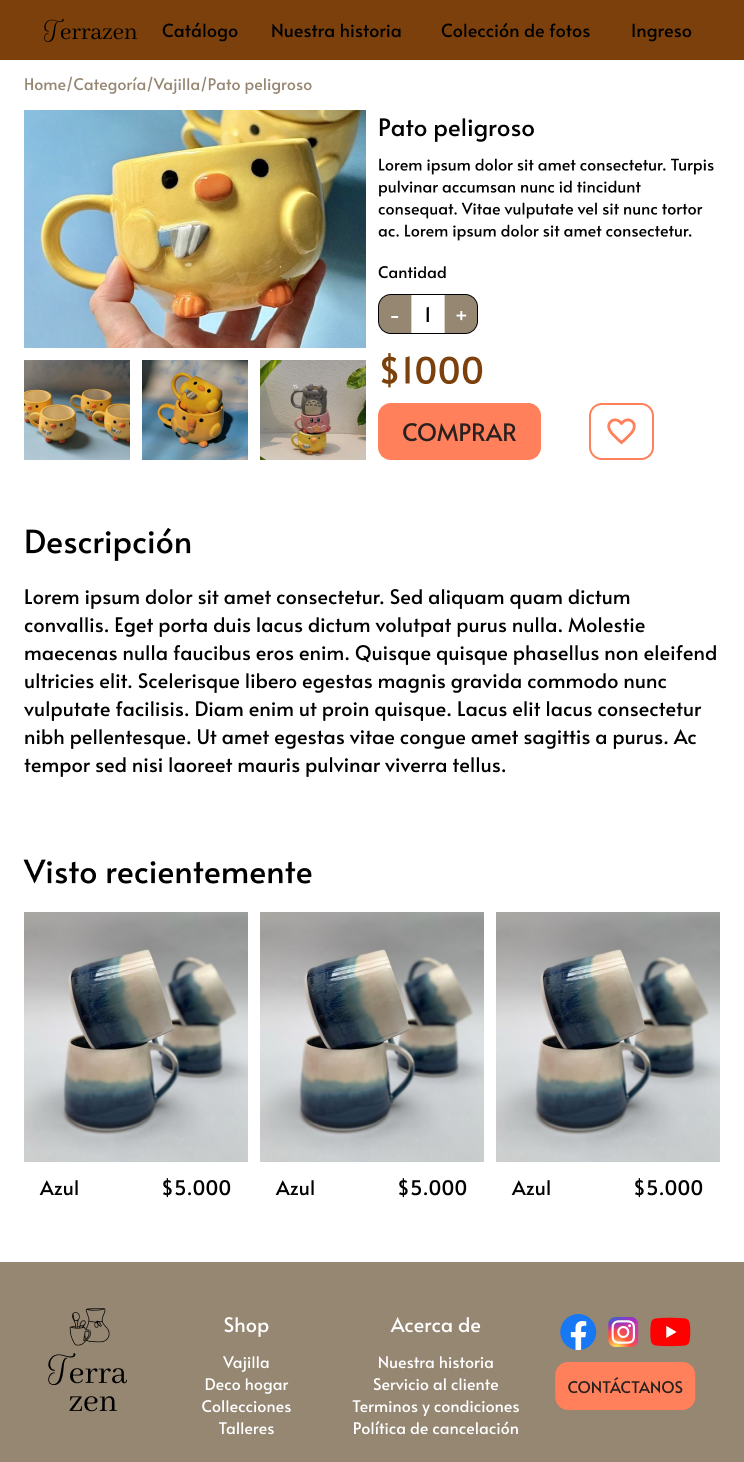 Terrazen Catálogo Nuestra historia Colección de fotos Ingreso
Home/Categoría/Vajilla/Pato peligroso
Pato peligroso
Lorem ipsum dolor sit amet consectetur. Turpis
pulvinar accumsan nunc id tincidunt
consequat. Vitae vulputate vel sit nunc tortor
ac. Lorem ipsum dolor sit amet consectetur.
Cantidad
- 1 +
$1000
COMPRAR
Descripción
Lorem ipsum dolor sit amet consectetur. Sed aliquam quam dictum
convallis. Eget porta duis lacus dictum volutpat purus nulla. Molestie
maecenas nulla faucibus eros enim. Quisque quisque phasellus non eleifend
ultricies elit. Scelerisque libero egestas magnis gravida commodo nunc
vulputate facilisis. Diam enim ut proin quisque. Lacus elit lacus consectetur
nibh pellentesque. Ut amet egestas vitae congue amet sagittis a purus. Ac
tempor sed nisi laoreet mauris pulvinar viverra tellus.
Visto recientemente
Azul $5.000 Azul $5.000 Azul $5.000
Terra
zen
Shop
Vajilla
Deco hogar
Collecciones
Talleres
Acerca de
Nuestra historia
Servicio al cliente
Terminos y condiciones
Política de cancelación
CONTÁCTANOS